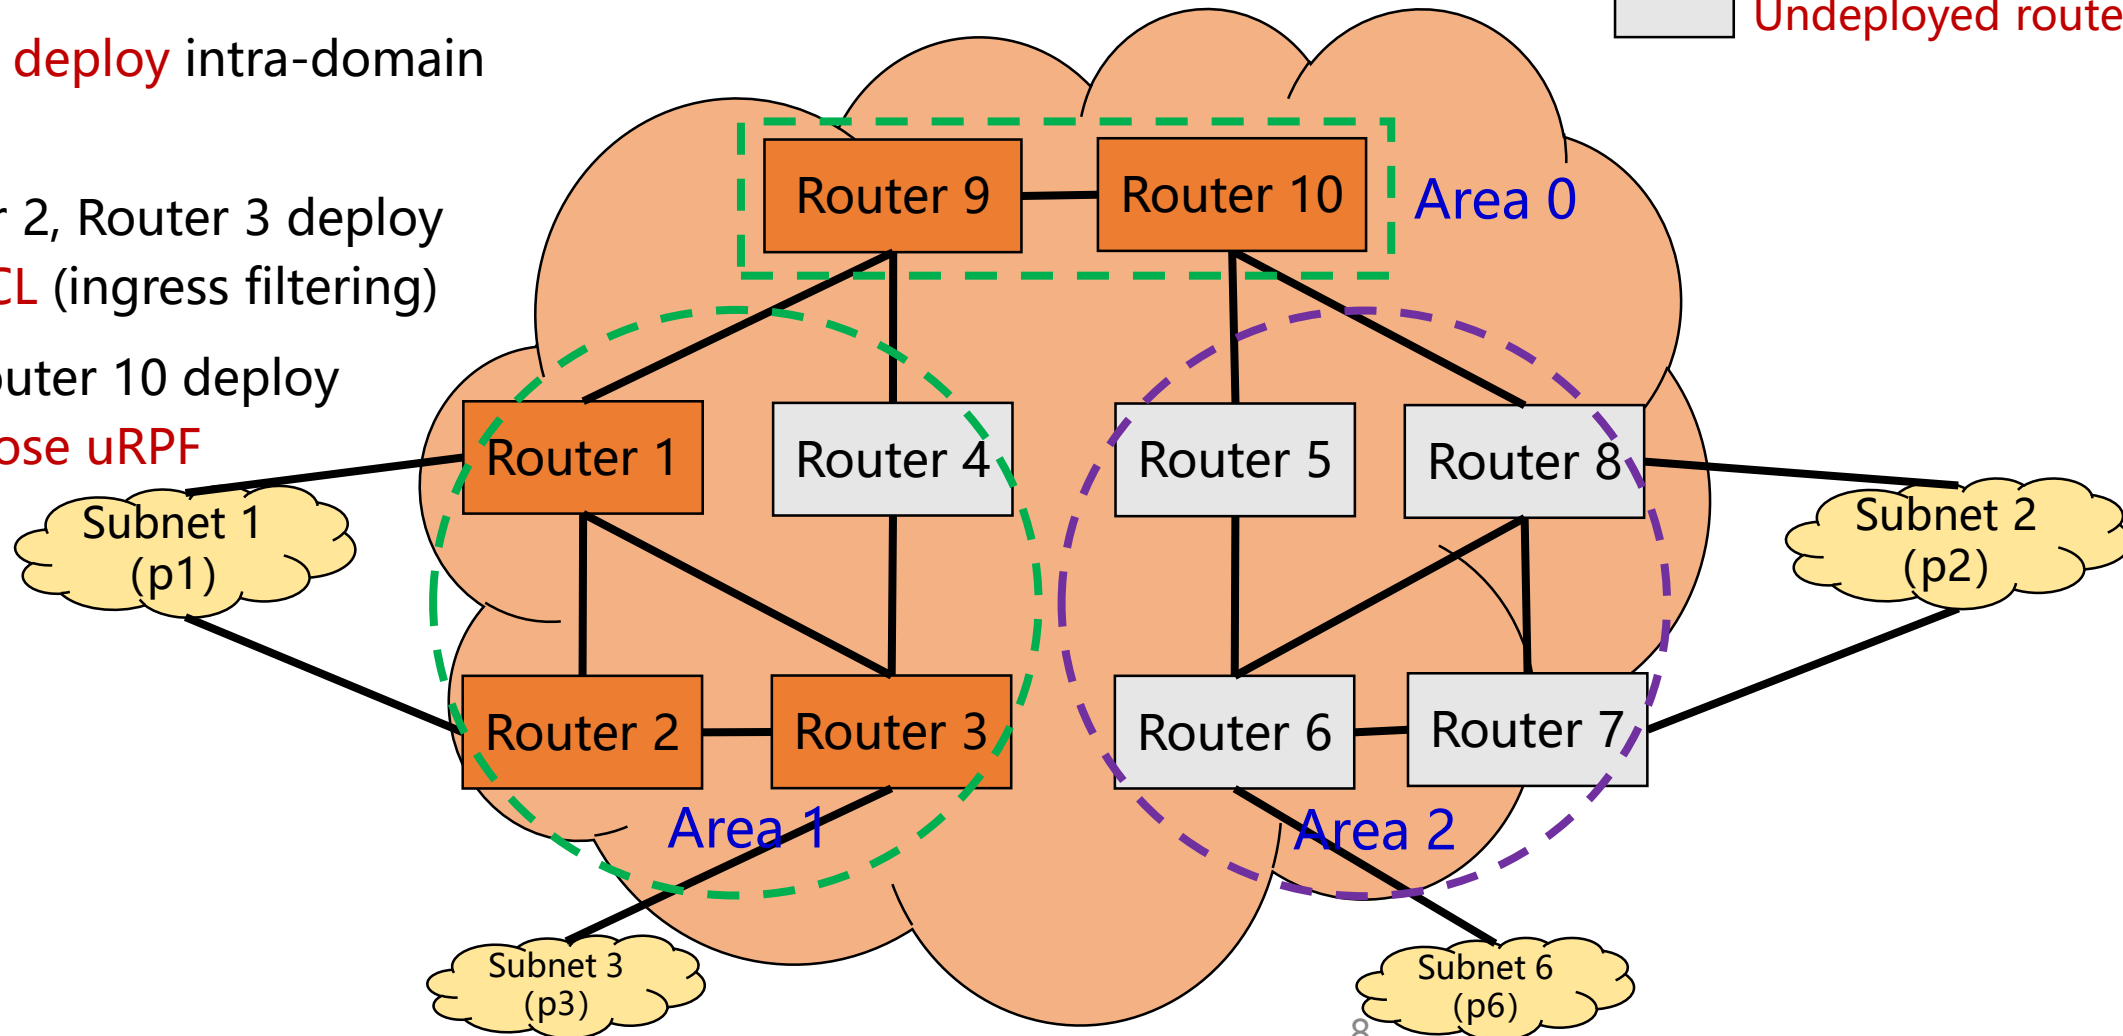 Undeployed route
deploy intra-domain
r 2, Router 3 deploy
CL (ingress filtering)
outer 10 deploy
ose uRPF
Router 9
Router 10
Area 0
Router 1
Router 4
Router 5
Router 8
Subnet 1
(p1)
Subnet 2
(p2)
Router 2
Router 3
Router 6
Router 7
Area 1
Area 2
Subnet 3
(p3)
Subnet 6
(p6)
8